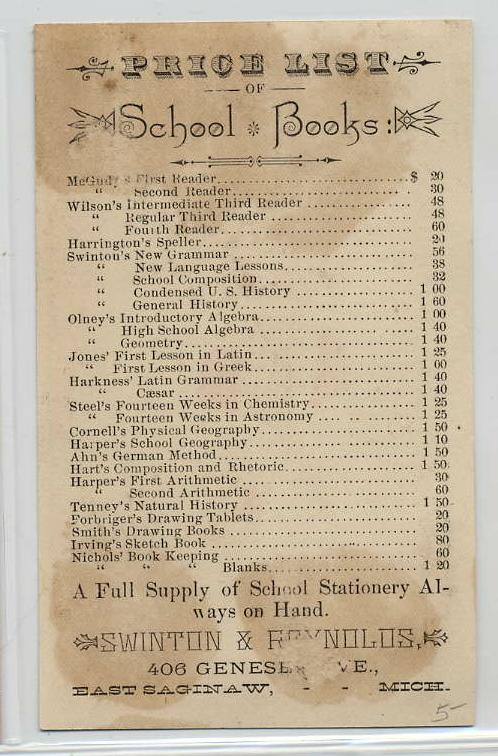 PRICE LIST
OF
School * Books:
First Reader........ $ 20
" Second Reader........ 30
Wilson's Intermediate Third Reader ........ 48
" Regular Third Reader ........ 48
" Fourth Reader........ 60
Harrington's Speller........ 20
Swinton's New Grammar ........ 56
" New Language Lessons........ 38
" School Composition........ 32
" Condensed U. S. History ........ 1 00
" General History........ 1 60
Olney's Introductory Algebra........ 1 00
" High School Algebra ........ 1 40
" Geometry........ 1 40
Jones' First Lesson in Latin........ 1 25
" First Lesson in Greek........ 1 00
Harkness' Latin Grammar ........ 1 40
" Cæsar ........ 1 40
Steel's Fourteen Weeks in Chemistry........ 1 25
" Fourteen Weeks in Astronomy ........ 1 25
Cornell's Physical Geography........ 1 50
Harper's School Geography........ 1 10
Ahn's German Method........ 1 50
Hart's Composition and Rhetoric........ 1 50
Harper's First Arithmetic ........ 30
" Second Arithmetic ........ 60
Tenney's Natural History ........ 1 50
Forbriger's Drawing Tablets........ 20
Smith's Drawing Books ........ 20
Irving's Sketch Book ........ 80
Nichols' Book Keeping ........ 60
" " " Blanks........ 1 20
A Full Supply of School Stationery Al-
ways on Hand.
SWINTON & REYNOLDS,
406 GENESEE AVE.,
EAST SAGINAW, - - MICH.
5-